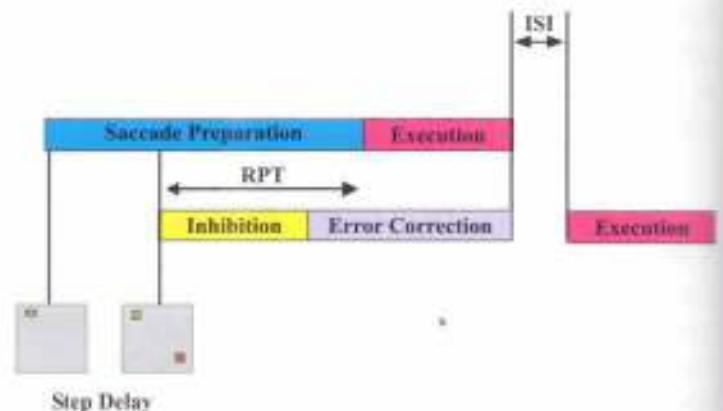 ISI
Saccade Preparation Execution
RPT
Inhibition Error Correction Execution
Step Delay